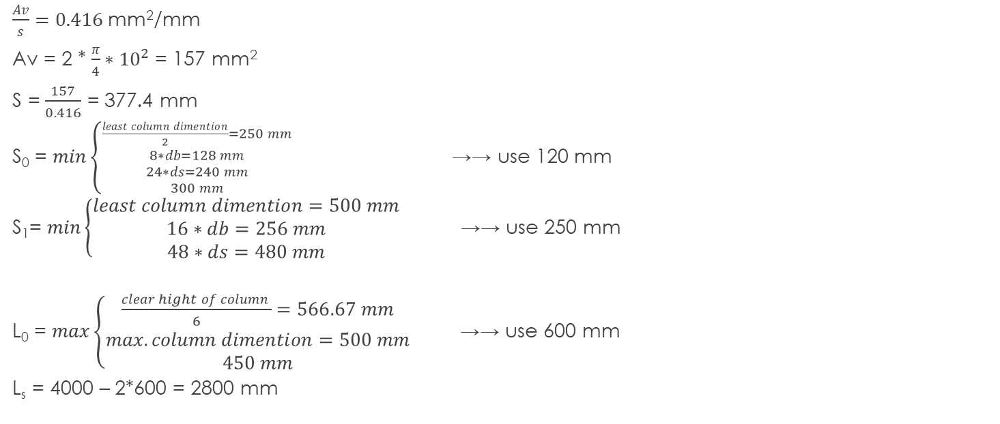 Av/s = 0.416 mm²/mm
Av = 2 * π/4 * 10² = 157 mm²
S = 157/0.416 = 377.4 mm
S₀ = min { least column dimention/2 =250 mm
8*db=128 mm
24*ds=240 mm
300 mm
→→ use 120 mm
S₁= min { least column dimention = 500 mm
16 * db = 256 mm
48 * ds = 480 mm
→→ use 250 mm
L₀ = max { clear hight of column/6 = 566.67 mm
max. column dimention = 500 mm
450 mm
→→ use 600 mm
Lₛ = 4000 – 2*600 = 2800 mm